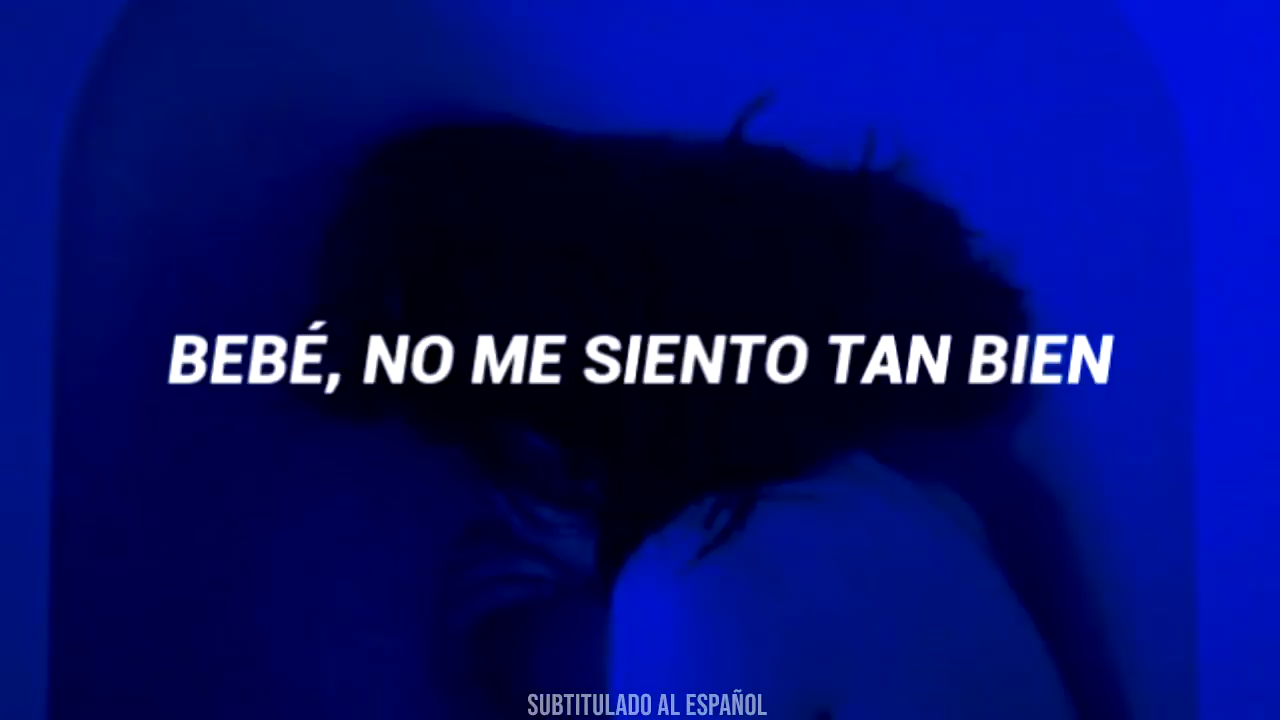 BEBÉ, NO ME SIENTO TAN BIEN
SUBTITULADO AL ESPAÑOL